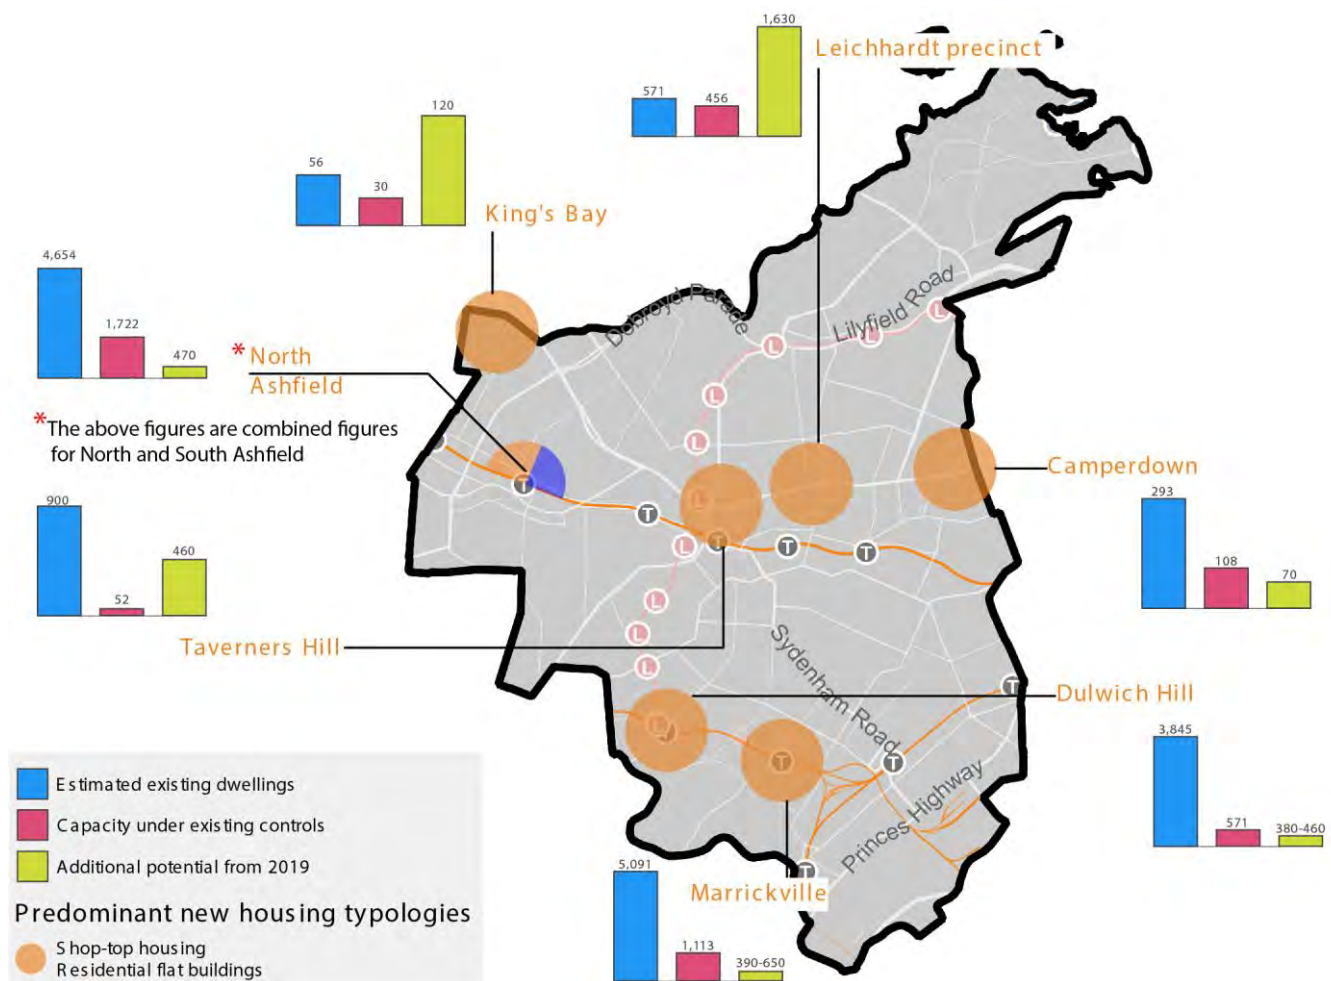 1,630
Leichhardt precinct
571
456
120
56
30
King's Bay
4,654
1,722
470
* North
Ashfield
*The above figures are combined figures
for North and South Ashfield
Dobroyd Parade
Lilyfield Road
L
L
L
L
L
L
L
L
L
L
T
T
T
T
T
Camperdown
293
108
70
900
52
460
Taverners Hill
Sydenham Road
Dulwich Hill
3,845
571
380-460
T
T
T
T
Princes Highway
Marrickville
5,091
1,113
390-650
Estimated existing dwellings
Capacity under existing controls
Additional potential from 2019
Predominant new housing typologies
Shop-top housing
Residential flat buildings